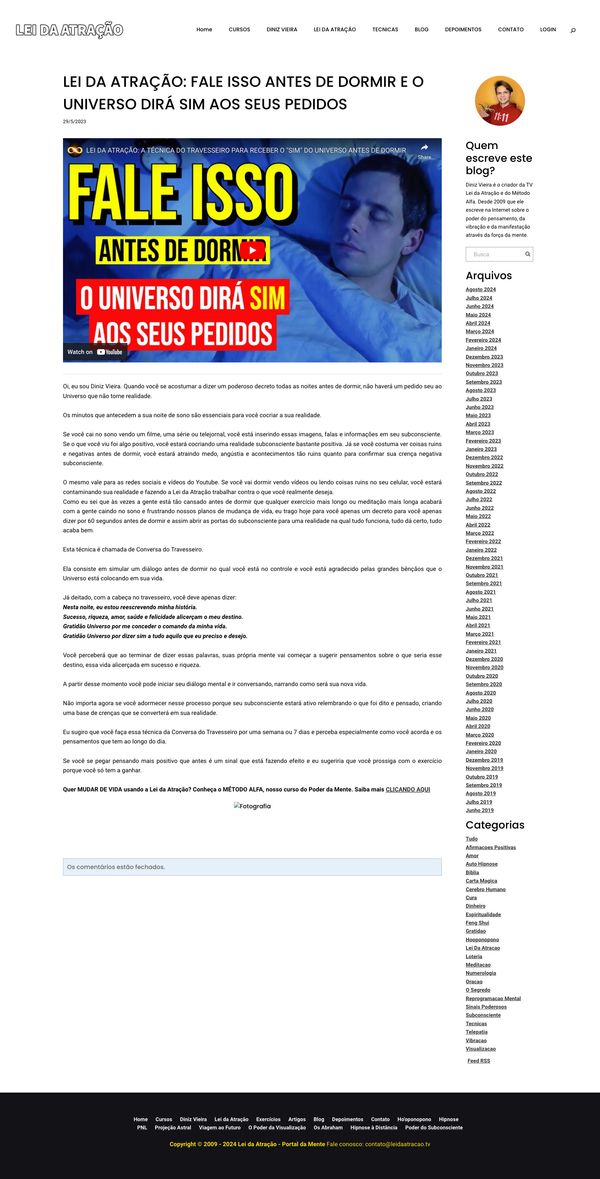 LEI DA ATRAÇÃO
Home CURSOS DINIZ VIEIRA LEI DA ATRAÇÃO TECNICAS BLOG DEPOIMENTOS CONTATO LOGIN
LEI DA ATRAÇÃO: FALE ISSO ANTES DE DORMIR E O
UNIVERSO DIRÁ SIM AOS SEUS PEDIDOS
29/5/2023
LEI DA ATRAÇÃO: A TÉCNICA DO TRAVESSEIRO PARA RECEBER O "SIM" DO UNIVERSO ANTES DE DORMIR
Share
FALE ISSO
ANTES DE DORMIR
O UNIVERSO DIRÁ SIM
AOS SEUS PEDIDOS
Watch on YouTube
Oi, eu sou Diniz Vieira. Quando você se acostumar a dizer um poderoso decreto todas as noites antes de dormir, não haverá um pedido seu ao
Universo que não tome realidade.
Os minutos que antecedem a sua noite de sono são essenciais para você cocriar a sua realidade.
Se você cai no sono vendo um filme, uma série ou telejornal, você está inserindo essas imagens, falas e informações em seu subconsciente.
Se o que você viu foi algo positivo, você estará cocriando uma realidade subconsciente bastante positiva. Já se você costuma ver coisas ruins
e negativas antes de dormir, você estará atraindo medo, angústia e acontecimentos tão ruins quanto para confirmar sua crença negativa
subconsciente.
O mesmo vale para as redes sociais e vídeos do Youtube. Se você vai dormir vendo vídeos ou lendo coisas ruins no seu celular, você estará
contaminando sua realidade e fazendo a Lei da Atração trabalhar contra o que você realmente deseja.
Como eu sei que às vezes a gente está tão cansado antes de dormir que qualquer exercício mais longo ou meditação mais longa acabará
com a gente caindo no sono e frustrando nossos planos de mudança de vida, eu trago hoje para você apenas um decreto para você apenas
dizer por 60 segundos antes de dormir e assim abrir as portas do subconsciente para uma realidade na qual tudo funciona, tudo dá certo, tudo
acaba bem.
Esta técnica é chamada de Conversa do Travesseiro.
Ela consiste em simular um diálogo antes de dormir no qual você está no controle e você está agradecido pelas grandes bênçãos que o
Universo está colocando em sua vida.
Já deitado, com a cabeça no travesseiro, você deve apenas dizer:
Nesta noite, eu estou reescrevendo minha história.
Sucesso, riqueza, amor, saúde e felicidade alicerçam o meu destino.
Gratidão Universo por me conceder o comando da minha vida.
Gratidão Universo por dizer sim a tudo aquilo que eu preciso e desejo.
Você perceberá que ao terminar de dizer essas palavras, suas própria mente vai começar a sugerir pensamentos sobre o que seria esse
destino, essa vida alicerçada em sucesso e riqueza.
A partir desse momento você pode iniciar seu diálogo mental e ir conversando, narrando como será sua nova vida.
Não importa agora se você adormecer nesse processo porque seu subconsciente estará ativo relembrando o que foi dito e pensado, criando
uma base de crenças que se converterá em sua realidade.
Eu sugiro que você faça essa técnica da Conversa do Travesseiro por uma semana ou 7 dias e perceba especialmente como você acorda e os
pensamentos que tem ao longo do dia.
Se você se pegar pensando mais positivo que antes é um sinal que está fazendo efeito e eu sugeriria que você prossiga com o exercício
porque você só tem a ganhar.
Quer MUDAR DE VIDA usando a Lei da Atração? Conheça o MÉTODO ALFA, nosso curso do Poder da Mente. Saiba mais CLICANDO AQUI
Fotografia
Os comentários estão fechados.
11:11
Quem
escreve este
blog?
Diniz Vieira é o criador da TV
Lei da Atração e do Método
Alfa. Desde 2009 que ele
escreve na Internet sobre o
poder do pensamento, da
vibração e da manifestação
através da força da mente.
Busca
Arquivos
Agosto 2024
Julho 2024
Junho 2024
Maio 2024
Abril 2024
Março 2024
Fevereiro 2024
Janeiro 2024
Dezembro 2023
Novembro 2023
Outubro 2023
Setembro 2023
Agosto 2023
Julho 2023
Junho 2023
Maio 2023
Abril 2023
Março 2023
Fevereiro 2023
Janeiro 2023
Dezembro 2022
Novembro 2022
Outubro 2022
Setembro 2022
Agosto 2022
Julho 2022
Junho 2022
Maio 2022
Abril 2022
Março 2022
Fevereiro 2022
Janeiro 2022
Dezembro 2021
Novembro 2021
Outubro 2021
Setembro 2021
Agosto 2021
Julho 2021
Junho 2021
Maio 2021
Abril 2021
Março 2021
Fevereiro 2021
Janeiro 2021
Dezembro 2020
Novembro 2020
Outubro 2020
Setembro 2020
Agosto 2020
Julho 2020
Junho 2020
Maio 2020
Abril 2020
Março 2020
Fevereiro 2020
Janeiro 2020
Dezembro 2019
Novembro 2019
Outubro 2019
Setembro 2019
Agosto 2019
Julho 2019
Junho 2019
Categorias
Tudo
Afirmacoes Positivas
Amor
Auto Hipnose
Bíblia
Carta Magica
Cerebro Humano
Cura
Dinheiro
Espiritualidade
Feng Shui
Gratidao
Hooponopono
Lei Da Atracao
Loteria
Meditacao
Numerologia
Oracao
O Segredo
Reprogramacao Mental
Sinais Poderosos
Subconsciente
Tecnicas
Telepatia
Vibracao
Visualizacao
Feed RSS
Home Cursos Diniz Vieira Lei da Atração Exercícios Artigos Blog Depoimentos Contato Ho'oponopono Hipnose
PNL Projeção Astral Viagem ao Futuro O Poder da Visualização Os Abraham Hipnose à Distância Poder do Subconsciente
Copyright © 2009 - 2024 Lei da Atração - Portal da Mente Fale conosco: contato@leidaatracao.tv